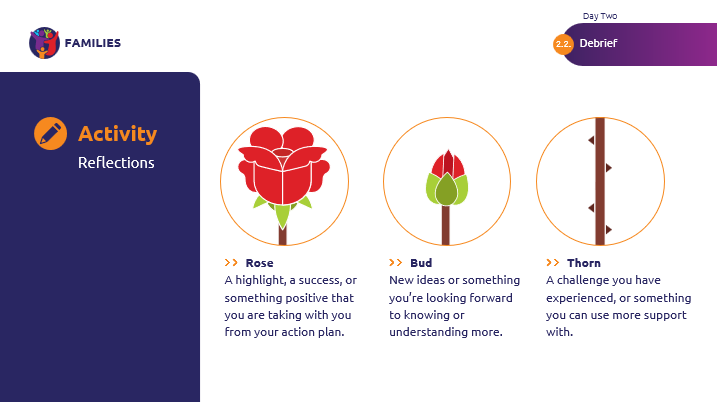 Day Two
FAMILIES
2.2. Debrief
Activity
Reflections
>> Rose
A highlight, a success, or
something positive that
you are taking with you
from your action plan.
>> Bud
New ideas or something
you’re looking forward
to knowing or
understanding more.
>> Thorn
A challenge you have
experienced, or something
you can use more support
with.